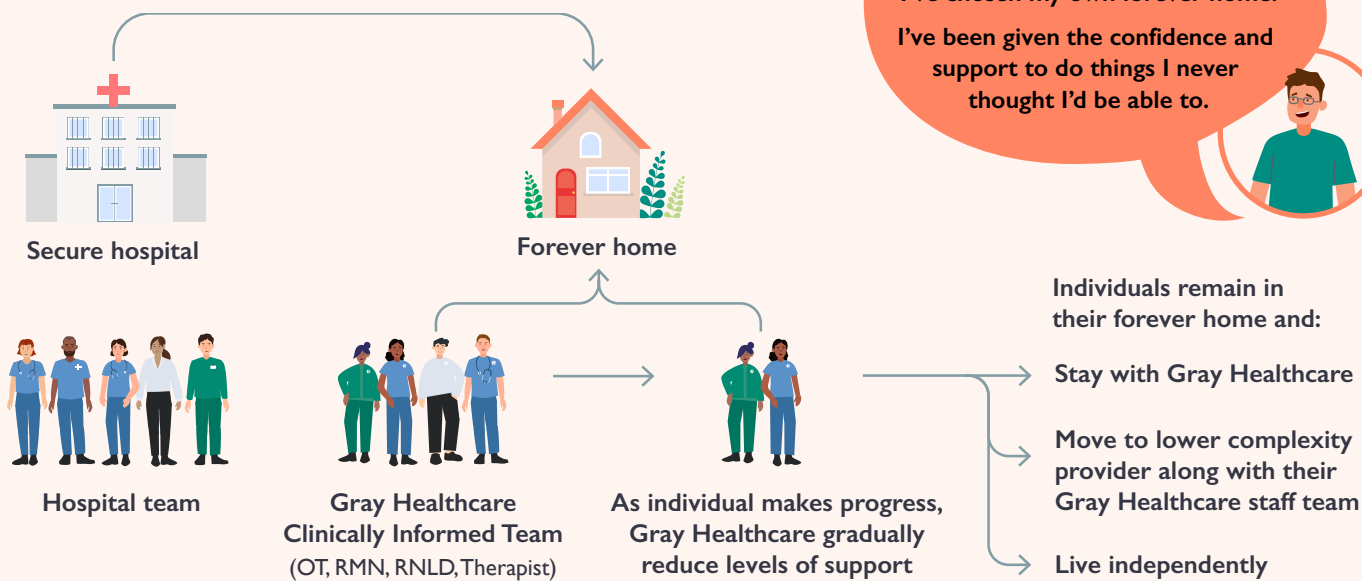 I've been given the confidence and
support to do things I never
thought I'd be able to.
Secure hospital
Forever home
Individuals remain in
their forever home and:
Stay with Gray Healthcare
Move to lower complexity
provider along with their
Gray Healthcare staff team
Live independently
Hospital team
Gray Healthcare
Clinically Informed Team
(OT, RMN, RNLD, Therapist)
As individual makes progress,
Gray Healthcare gradually
reduce levels of support